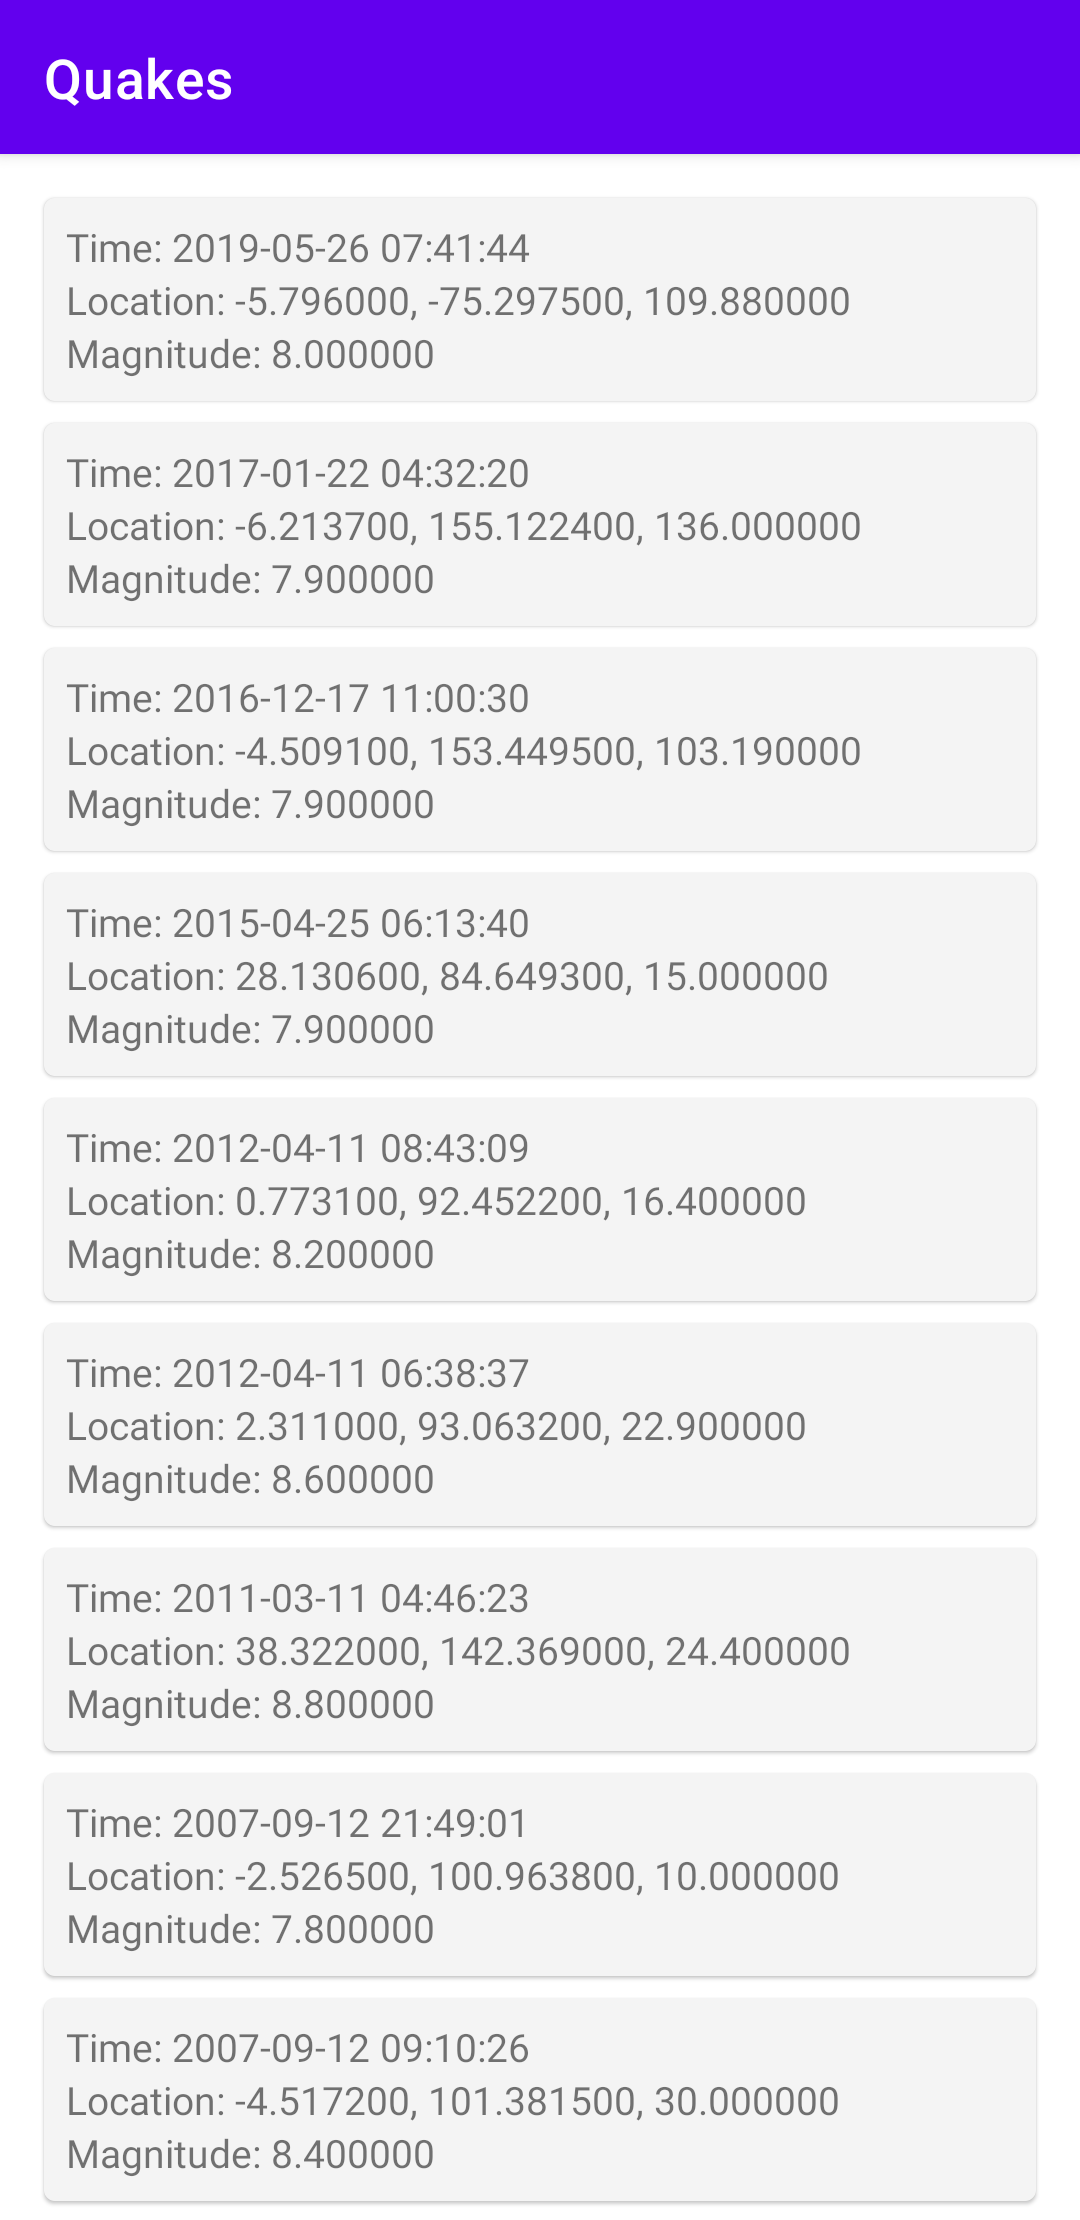 Quakes
Time: 2019-05-26 07:41:44
Location: -5.796000, -75.297500, 109.880000
Magnitude: 8.000000
Time: 2017-01-22 04:32:20
Location: -6.213700, 155.122400, 136.000000
Magnitude: 7.900000
Time: 2016-12-17 11:00:30
Location: -4.509100, 153.449500, 103.190000
Magnitude: 7.900000
Time: 2015-04-25 06:13:40
Location: 28.130600, 84.649300, 15.000000
Magnitude: 7.900000
Time: 2012-04-11 08:43:09
Location: 0.773100, 92.452200, 16.400000
Magnitude: 8.200000
Time: 2012-04-11 06:38:37
Location: 2.311000, 93.063200, 22.900000
Magnitude: 8.600000
Time: 2011-03-11 04:46:23
Location: 38.322000, 142.369000, 24.400000
Magnitude: 8.800000
Time: 2007-09-12 21:49:01
Location: -2.526500, 100.963800, 10.000000
Magnitude: 7.800000
Time: 2007-09-12 09:10:26
Location: -4.517200, 101.381500, 30.000000
Magnitude: 8.400000